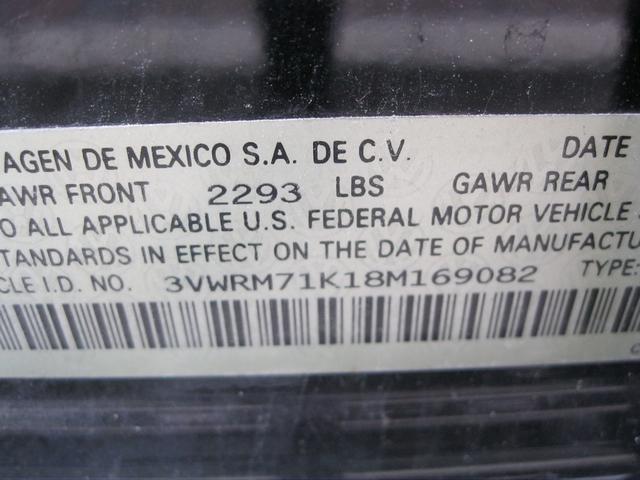 AGEN DE MEXICO S.A. DE C.V. DATE
AWR FRONT 2293 LBS GAWR REAR
O ALL APPLICABLE U.S. FEDERAL MOTOR VEHICLE
TANDARDS IN EFFECT ON THE DATE OF MANUFACTU
CLE I.D. NO. 3VWRM71K18M169082 TYPE: